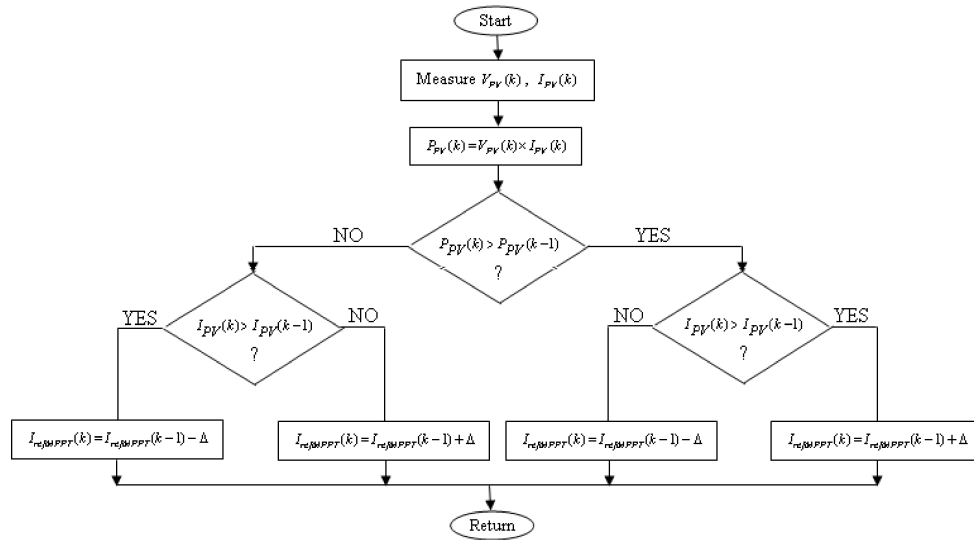 Start
Measure V_PV(k) , I_PV(k)
P_PV(k)=V_PV(k)×I_PV(k)
NO
P_PV(k)>P_PV(k−1)
?
YES
YES
I_PV(k)>I_PV(k−1)
?
NO
NO
I_PV(k)>I_PV(k−1)
?
YES
I_refMPPT(k)=I_refMPPT(k−1)−Δ
I_refMPPT(k)=I_refMPPT(k−1)+Δ
I_refMPPT(k)=I_refMPPT(k−1)−Δ
I_refMPPT(k)=I_refMPPT(k−1)+Δ
Return